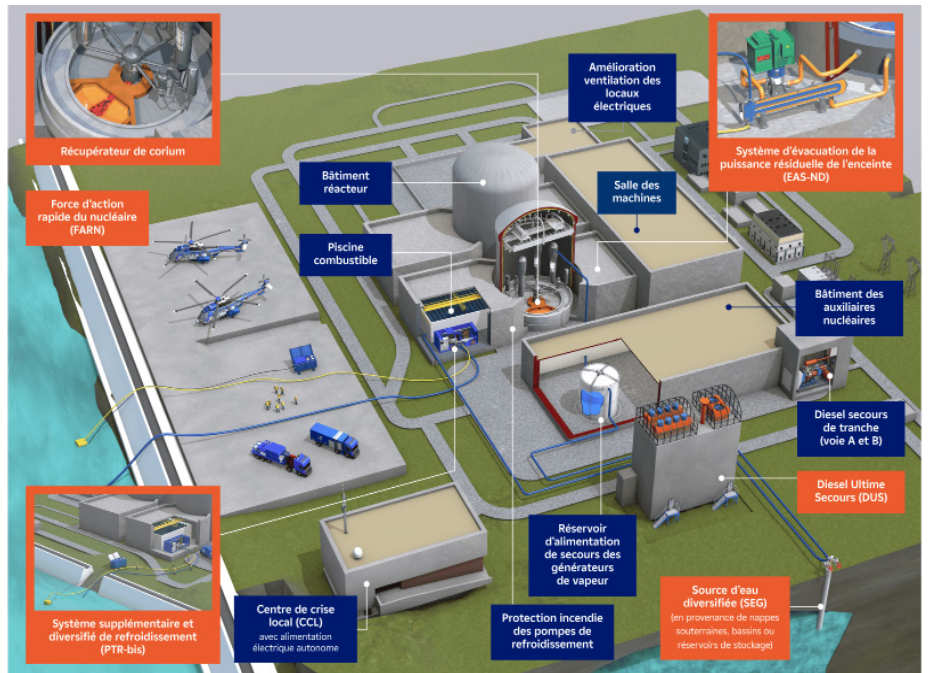 Récupérateur de corium
Force d'action
rapide du nucléaire
(FARN)
Amélioration
ventilation des
locaux
électriques
Système d'évacuation de la
puissance résiduelle de l'enceinte
(EAS-ND)
Bâtiment
réacteur
Salle des
machines
Piscine
combustible
Bâtiment des
auxiliaires
nucléaires
Diesel secours
de tranche
(voie A et B)
Diesel Ultime
Secours (DUS)
Système supplémentaire et
diversifié de refroidissement
(PTR-bis)
Centre de crise
local (CCL)
avec alimentation
électrique autonome
Réservoir
d'alimentation
de secours des
générateurs
de vapeur
Protection incendie
des pompes de
refroidissement
Source d'eau
diversifiée (SEG)
(en provenance de nappes
souterraines, bassins ou
réservoirs de stockage)